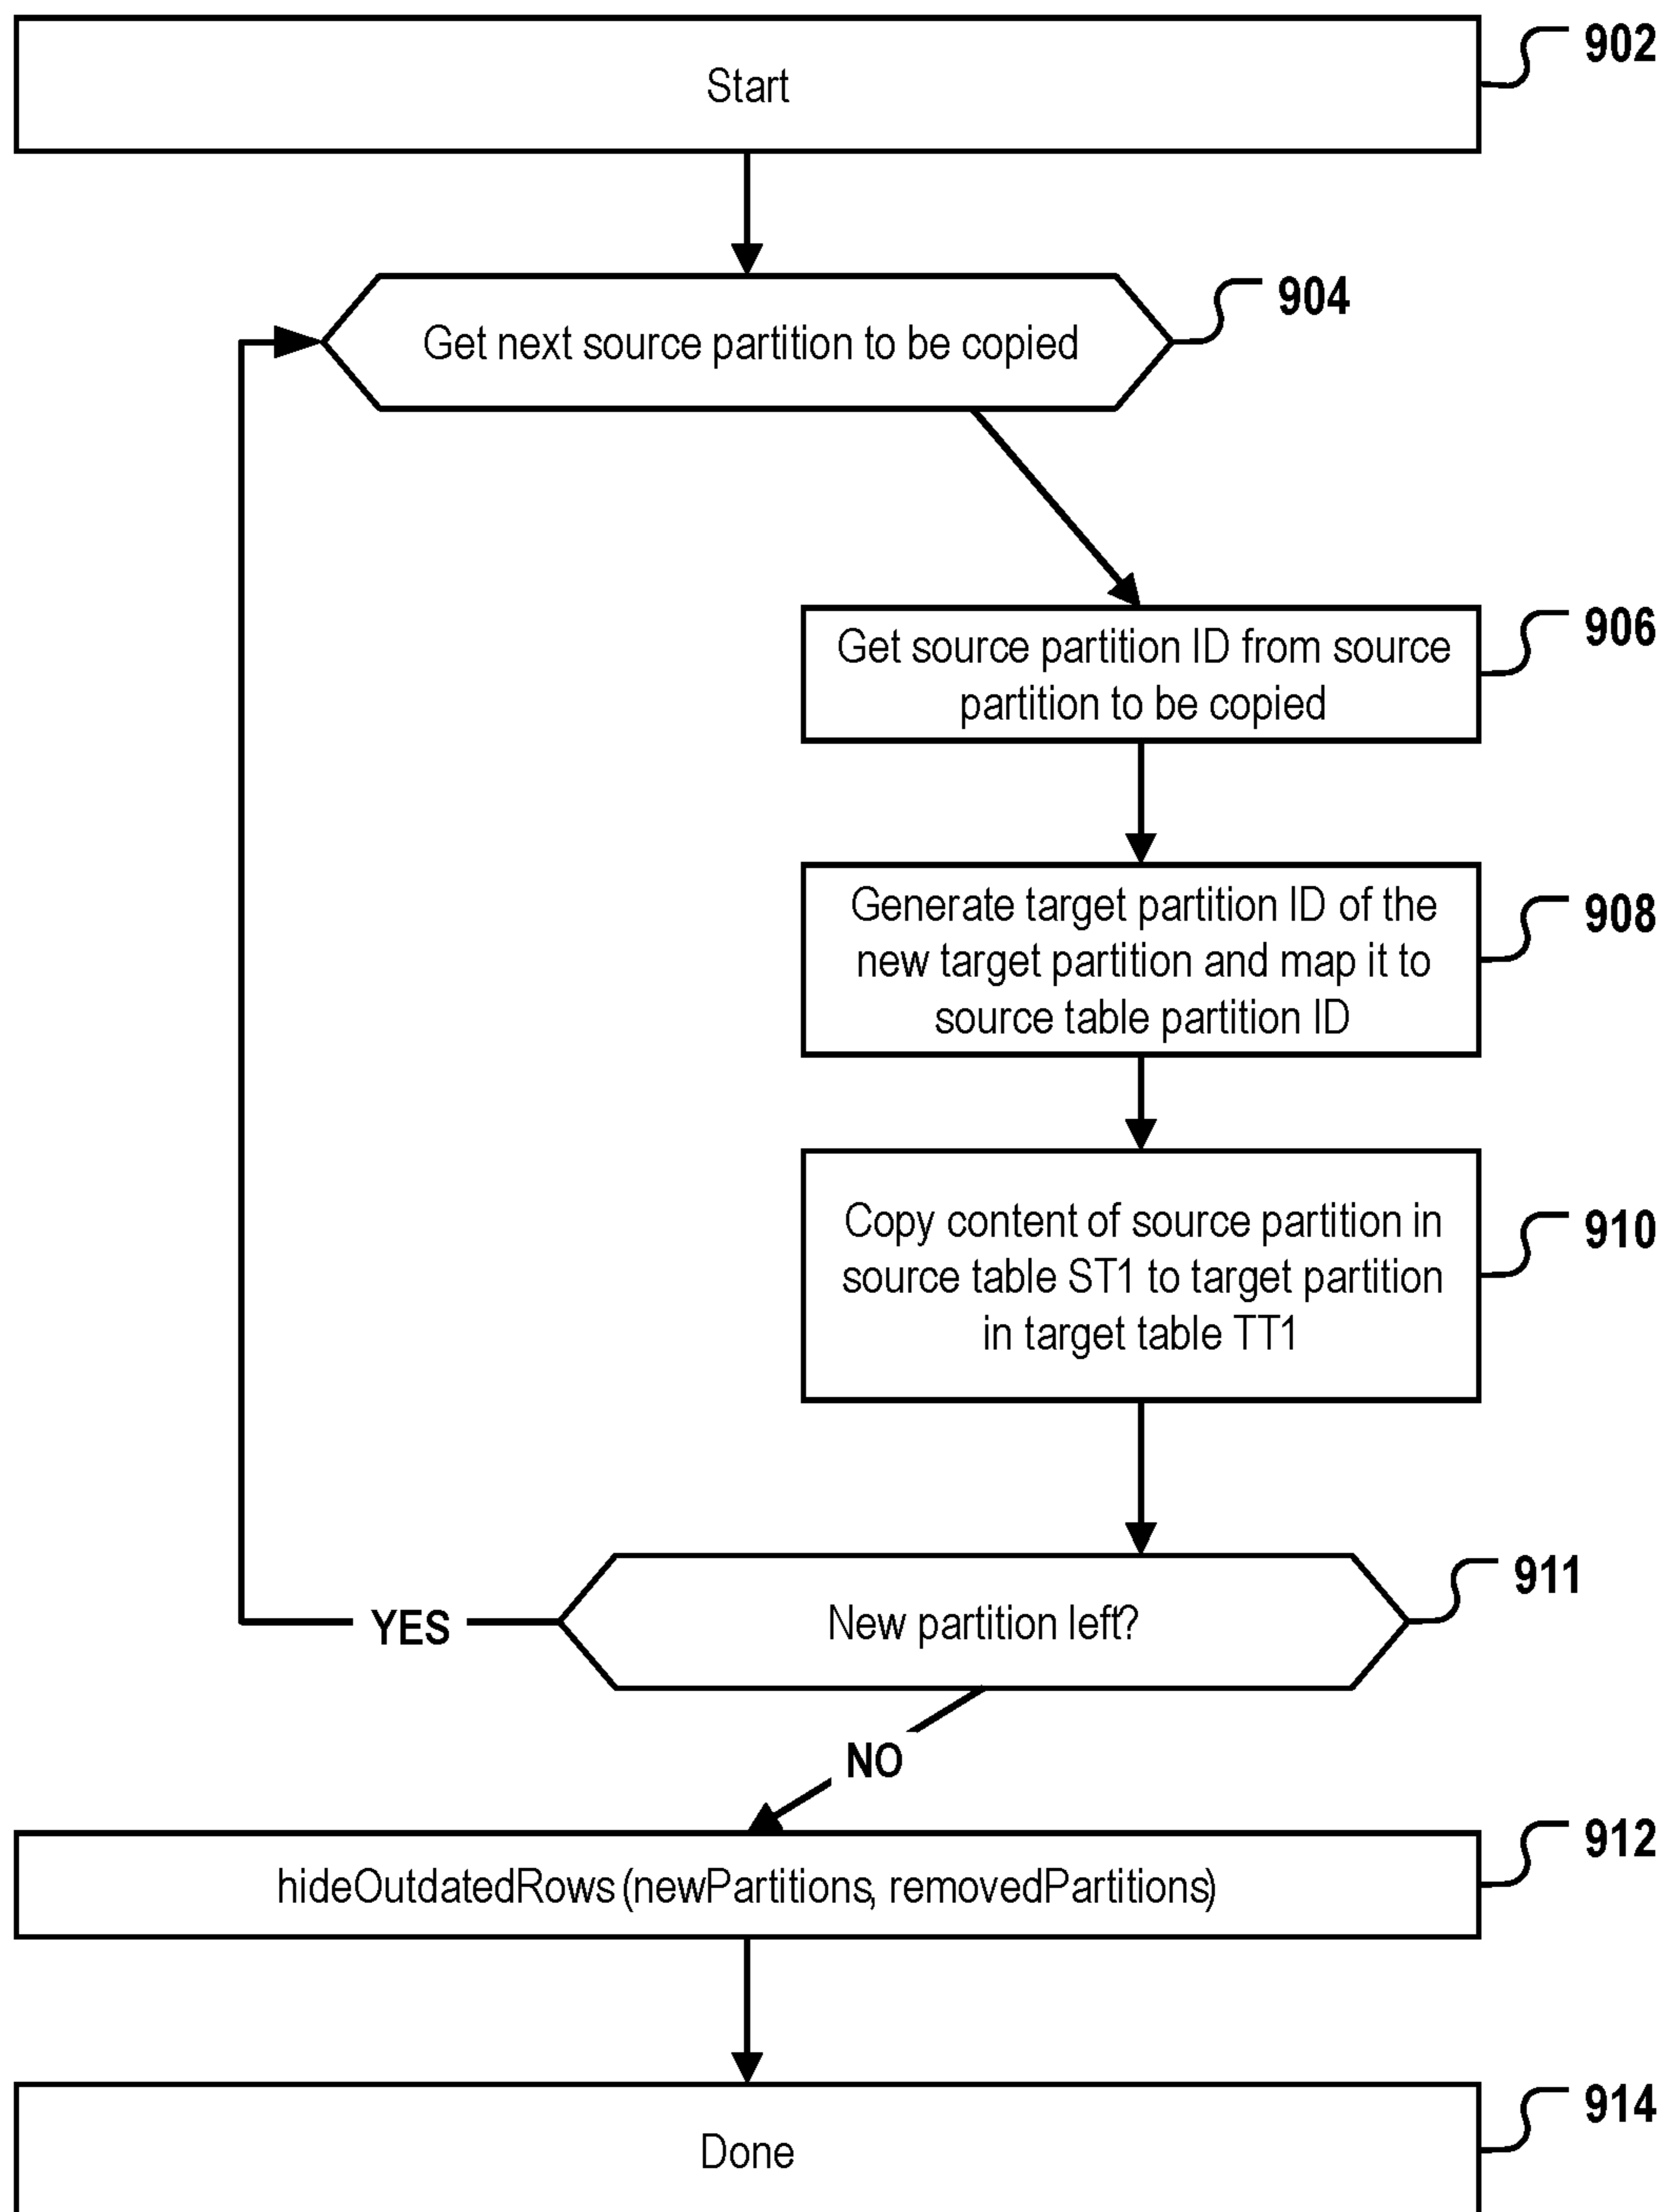 Start
902
Get next source partition to be copied
904
Get source partition ID from source
partition to be copied
906
Generate target partition ID of the
new target partition and map it to
source table partition ID
908
Copy content of source partition in
source table ST1 to target partition
in target table TT1
910
New partition left?
911
YES
NO
hideOutdatedRows (newPartitions, removedPartitions)
912
Done
914